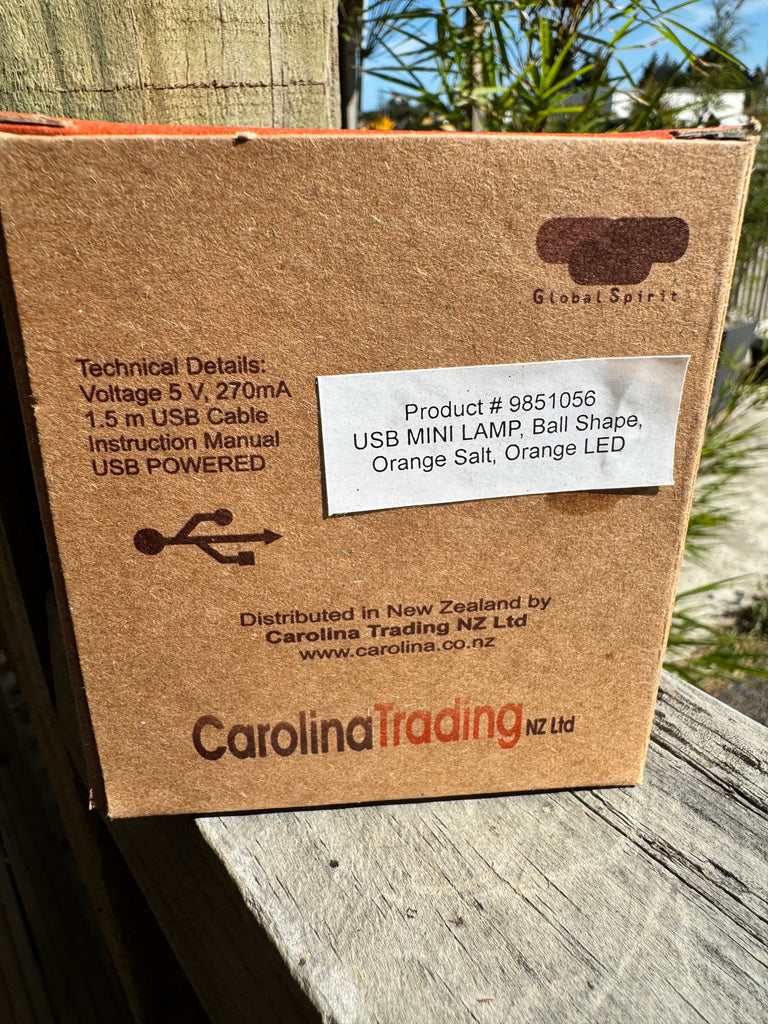 Global Spirit
Technical Details:
Voltage 5 V, 270mA
1.5 m USB Cable
Instruction Manual
USB POWERED
Product # 9851056
USB MINI LAMP, Ball Shape,
Orange Salt, Orange LED
Distributed in New Zealand by
Carolina Trading NZ Ltd
www.carolina.co.nz
CarolinaTrading NZ Ltd